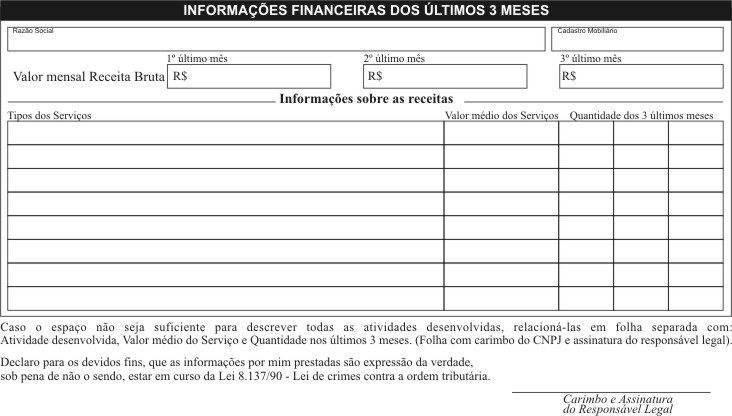 INFORMAÇÕES FINANCEIRAS DOS ÚLTIMOS 3 MESES
Razão Social Cadastro Mobiliário
1º último mês 2º último mês 3º último mês
Valor mensal Receita Bruta R$ R$ R$
Informações sobre as receitas
Tipos dos Serviços Valor médio dos Serviços Quantidade dos 3 últimos meses
Caso o espaço não seja suficiente para descrever todas as atividades desenvolvidas, relacioná-las em folha separada com:
Atividade desenvolvida, Valor médio do Serviço e Quantidade nos últimos 3 meses. (Folha com carimbo do CNPJ e assinatura do responsável legal).
Declaro para os devidos fins, que as informações por mim prestadas são expressão da verdade,
sob pena de não o sendo, estar em curso da Lei 8.137/90 - Lei de crimes contra a ordem tributária.
Carimbo e Assinatura
do Responsável Legal